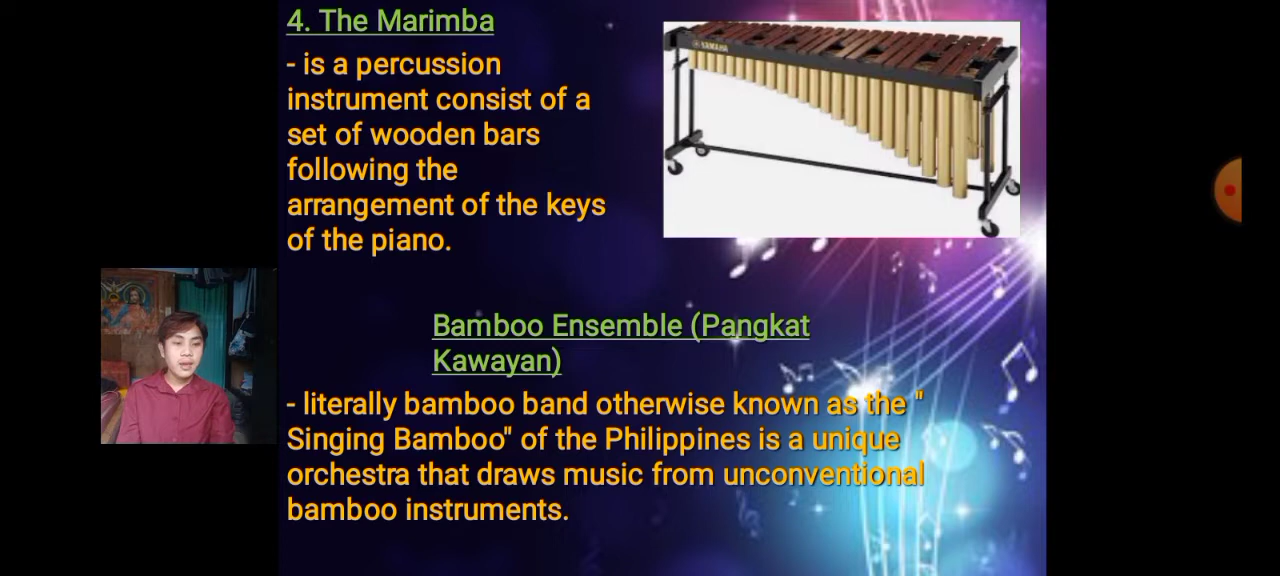 4. The Marimba
- is a percussion
instrument consist of a
set of wooden bars
following the
arrangement of the keys
of the piano.
YAMAHA
Bamboo Ensemble (Pangkat
Kawayan)
- literally bamboo band otherwise known as the "
Singing Bamboo" of the Philippines is a unique
orchestra that draws music from unconventional
bamboo instruments.